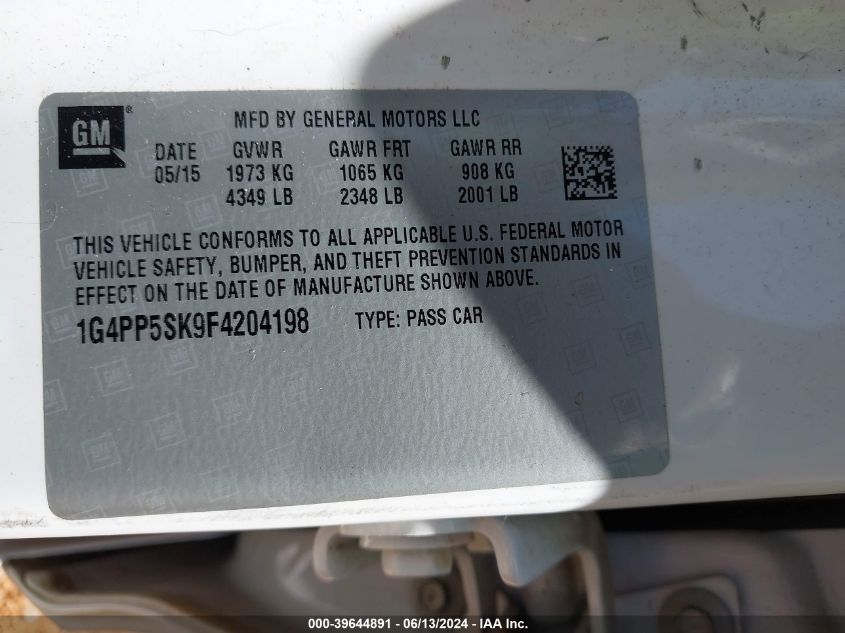 GM®
MFD BY GENERAL MOTORS LLC
DATE GVWR GAWR FRT GAWR RR
05/15 1973 KG 1065 KG 908 KG
4349 LB 2348 LB 2001 LB
THIS VEHICLE CONFORMS TO ALL APPLICABLE U.S. FEDERAL MOTOR
VEHICLE SAFETY, BUMPER, AND THEFT PREVENTION STANDARDS IN
EFFECT ON THE DATE OF MANUFACTURE SHOWN ABOVE.
1G4PP5SK9F4204198 TYPE: PASS CAR
000-39644891 - 06/13/2024 - IAA Inc.